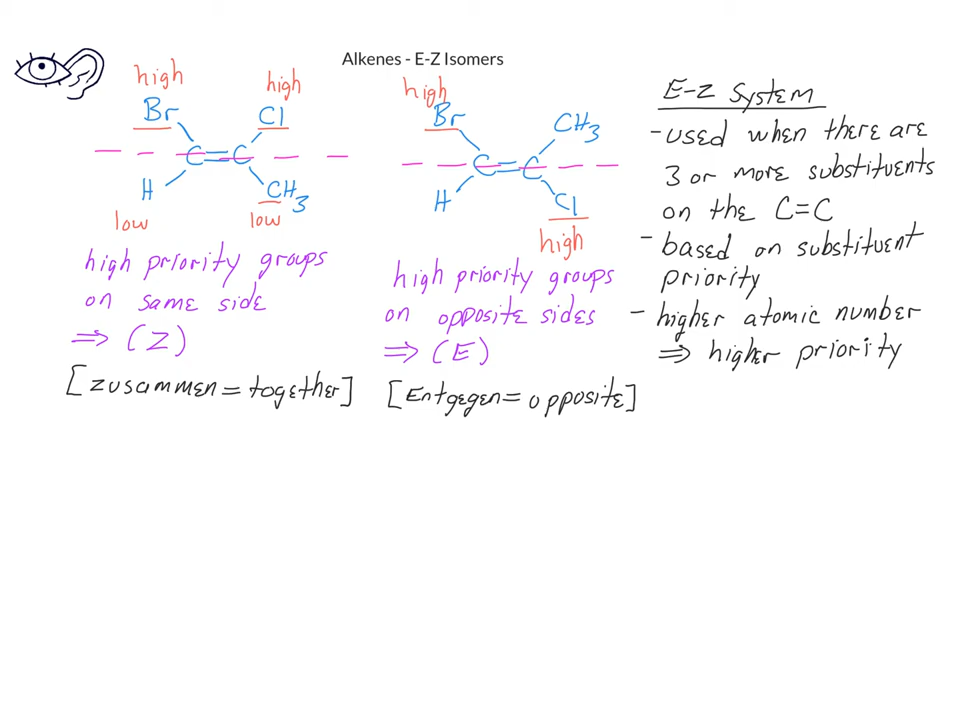 Alkenes - E-Z Isomers
high
high
Br
Cl
C=C
H
CH3
low
low
high priority groups
on same side
⇒ (Z)
[zusammen = together]
high
Br
CH3
C=C
H
Cl
high
high priority groups
on opposite sides
⇒ (E)
[Entgegen = opposite]
E-Z System
- used when there are
3 or more substituents
on the C=C
- based on substituent
priority
- higher atomic number
⇒ higher priority